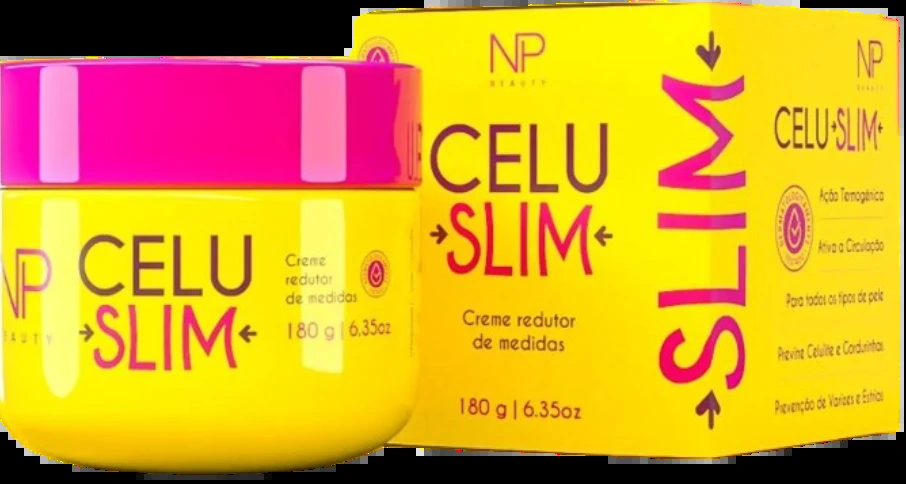 NP
BEAUTY
CELU
SLIM
Creme
redutor
de medidas
180 g | 6,35oz
NP
BEAUTY
CELU
SLIM
Creme redutor
de medidas
180 g | 6.35oz
SLIM
NP
BEAUTY
CELU SLIM
Ação Termogênica
Ativa a Circulação
Para todos os tipos de pele
Previne Celulite e Gordurinhas
Prevenção de Varizes e Estrias